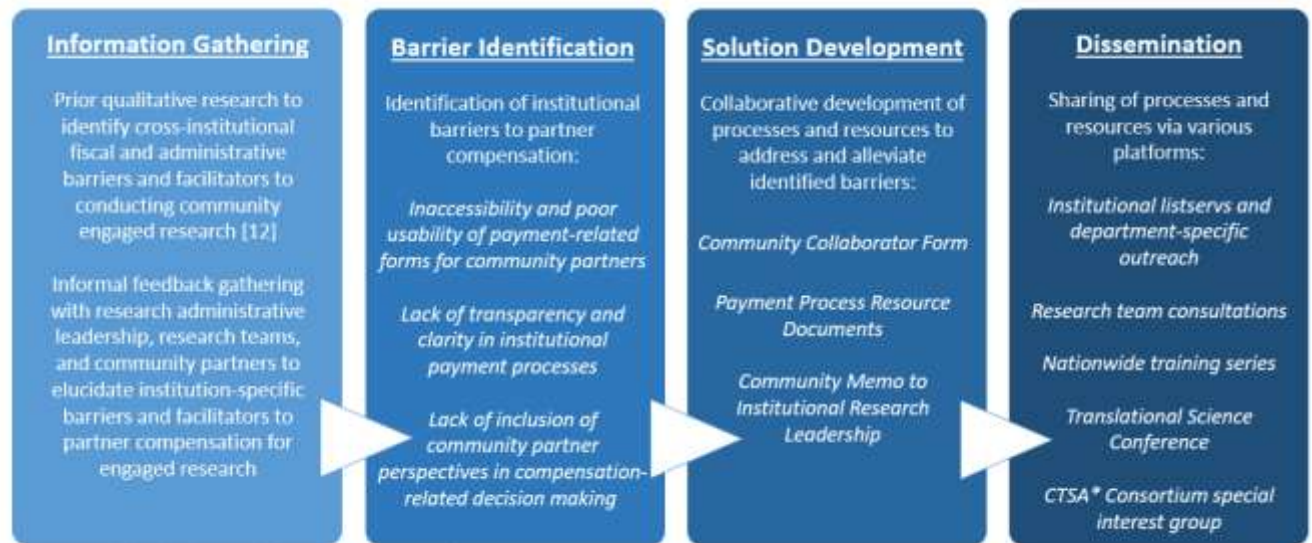 Information Gathering
Prior qualitative research to
identify cross-institutional
fiscal and administrative
barriers and facilitators to
conducting community
engaged research [12]
Informal feedback gathering
with research administrative
leadership, research teams,
and community partners to
elucidate institution-specific
barriers and facilitators to
partner compensation for
engaged research
Barrier Identification
Identification of institutional
barriers to partner
compensation:
Inaccessibility and poor
usability of payment-related
forms for community partners
Lack of transparency and
clarity in institutional
payment processes
Lack of inclusion of
community partner
perspectives in compensation-
related decision making
Solution Development
Collaborative development of
processes and resources to
address and alleviate
identified barriers:
Community Collaborator Form
Payment Process Resource
Documents
Community Memo to
Institutional Research
Leadership
Dissemination
Sharing of processes and
resources via various
platforms:
Institutional listservs and
department-specific
outreach
Research team consultations
Nationwide training series
Translational Science
Conference
CTSA* Consortium special
interest group